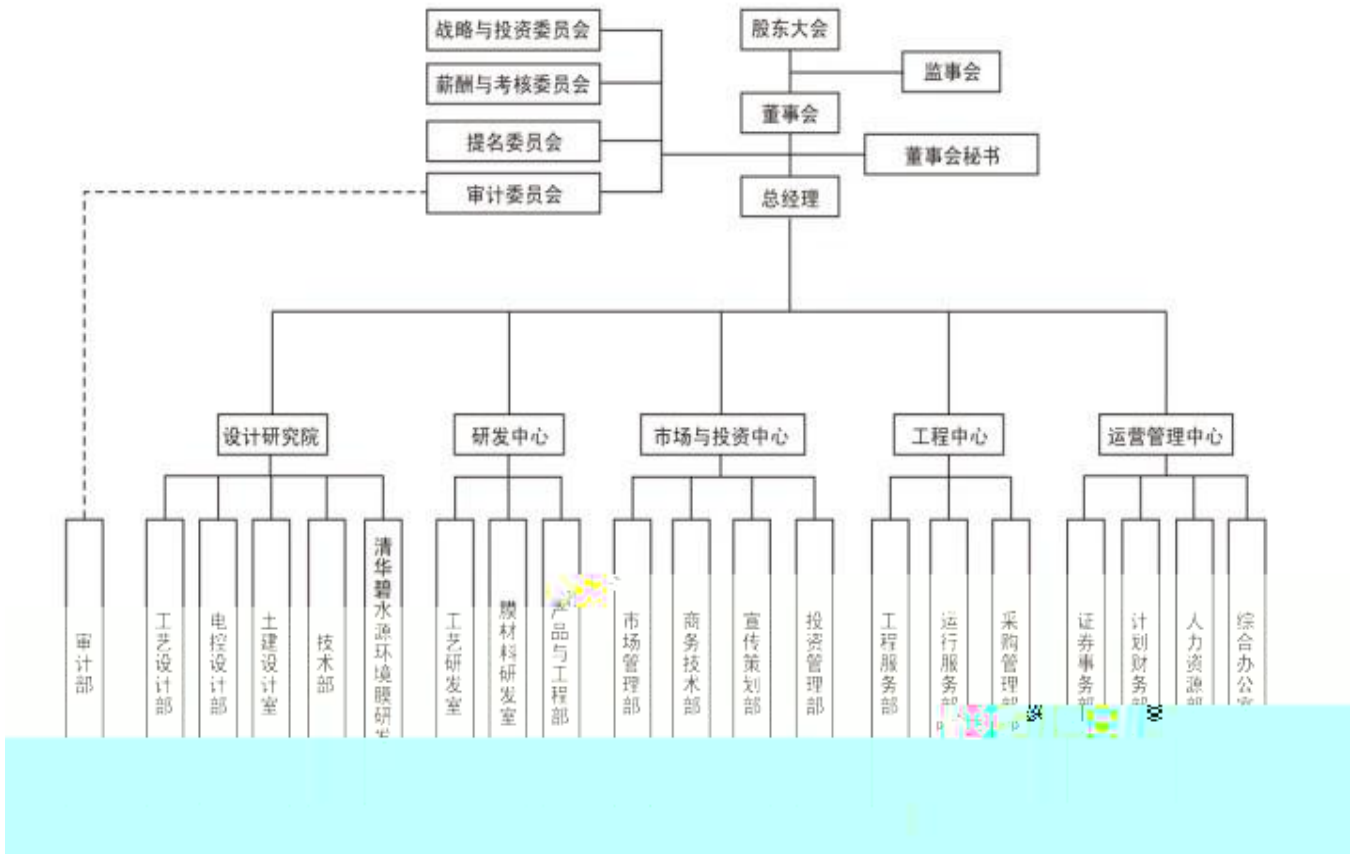 战略与投资委员会
股东大会
监事会
薪酬与考核委员会
董事会
提名委员会
董事会秘书
审计委员会
总经理
设计研究院
研发中心
市场与投资中心
工程中心
运营管理中心
审计部
工艺设计部
电控设计部
土建设计室
技术部
清华碧水源环境膜研发
工艺研发室
膜材料研发室
产品与工程部
市场管理部
商务技术部
宣传策划部
投资管理部
工程服务部
运行服务部
采购管理部
证券事务部
计划财务部
人力资源部
综合办公室